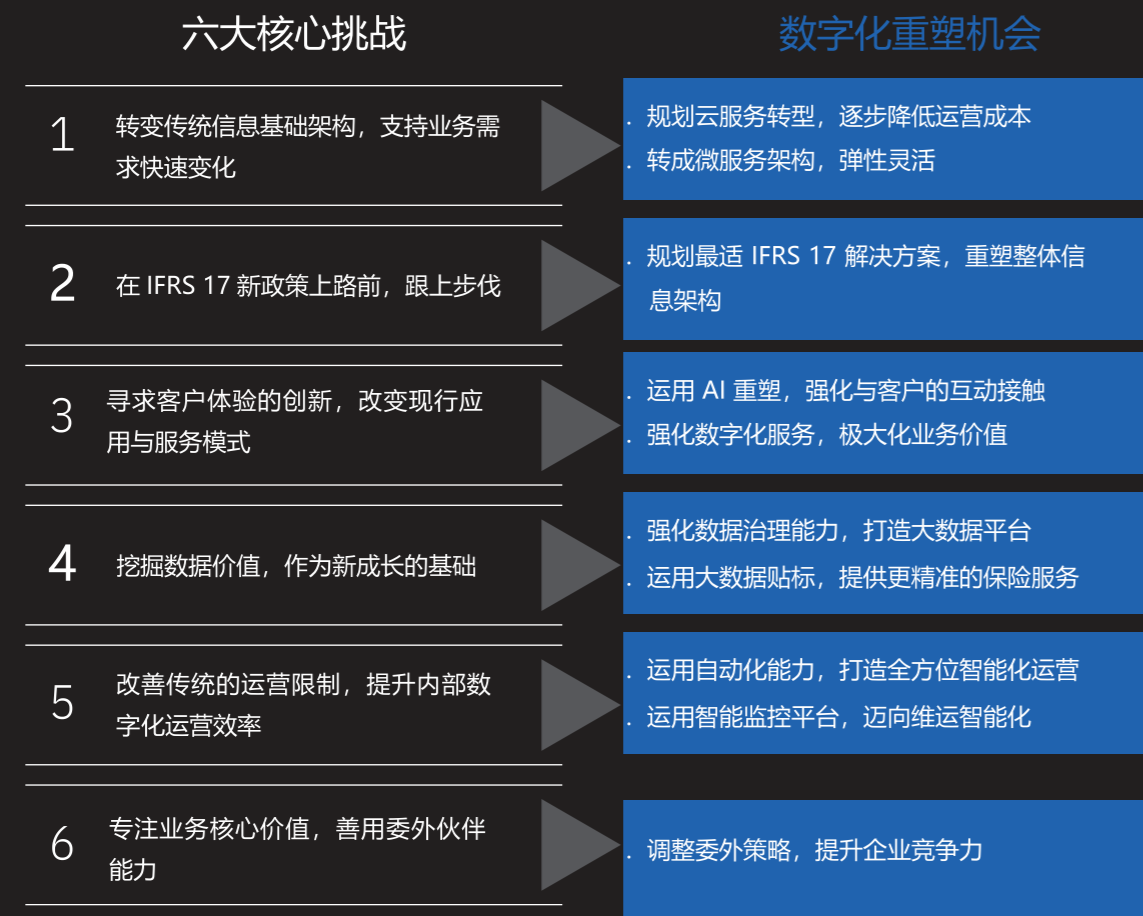 六大核心挑战
数字化重塑机会
1
转变传统信息基础架构，支持业务需
求快速变化
. 规划云服务转型，逐步降低运营成本
. 转成微服务架构，弹性灵活
2
在 IFRS 17 新政策上路前，跟上步伐
. 规划最适 IFRS 17 解决方案，重塑整体信
息架构
3
寻求客户体验的创新，改变现行应
用与服务模式
. 运用 AI 重塑，强化与客户的互动接触
. 强化数字化服务，极大化业务价值
4
挖掘数据价值，作为新成长的基础
. 强化数据治理能力，打造大数据平台
. 运用大数据贴标，提供更精准的保险服务
5
改善传统的运营限制，提升内部数
字化运营效率
. 运用自动化能力，打造全方位智能化运营
. 运用智能监控平台，迈向维运智能化
6
专注业务核心价值，善用委外伙伴
能力
. 调整委外策略，提升企业竞争力